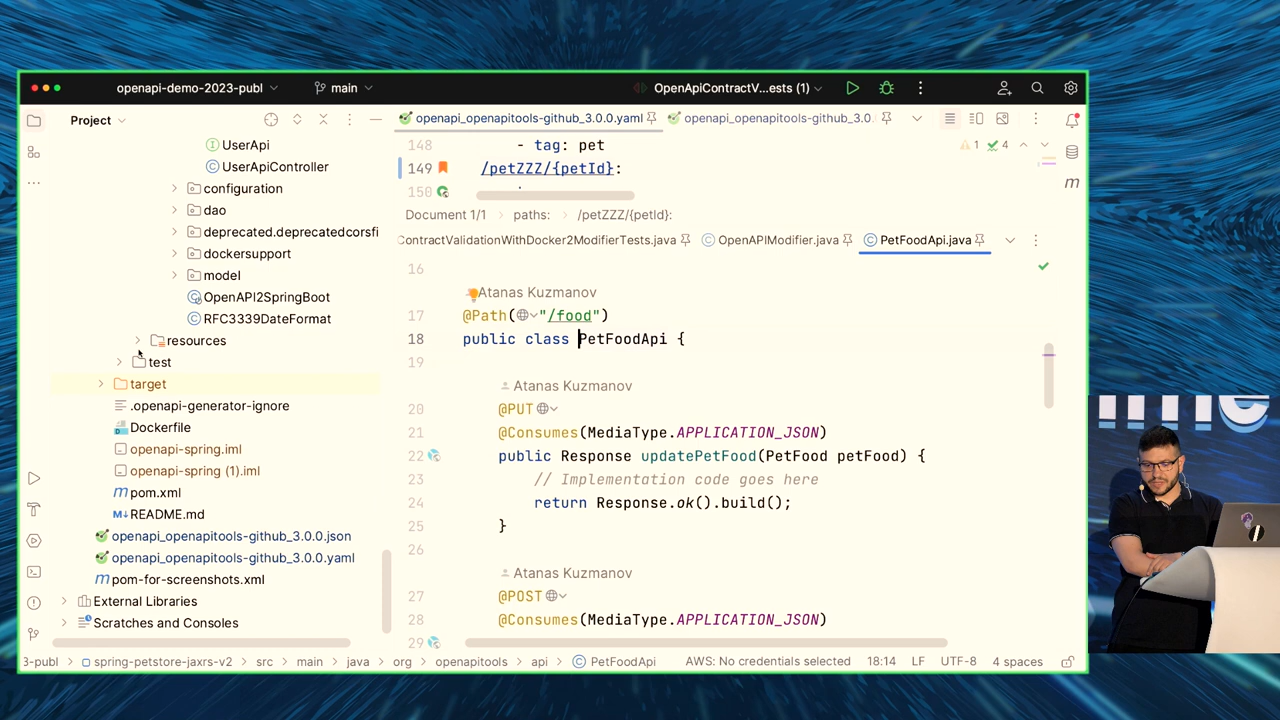 openapi-demo-2023-publ
main
OpenApiContractV...ests (1)
Project
UserApi
UserApiController
configuration
dao
deprecated.deprecatedcorsfi
dockersupport
model
OpenAPI2SpringBoot
RFC3339DateFormat
resources
test
target
.openapi-generator-ignore
Dockerfile
openapi-spring.iml
openapi-spring (1).iml
pom.xml
README.md
openapi_openapitools-github_3.0.0.json
openapi_openapitools-github_3.0.0.yaml
pom-for-screenshots.xml
External Libraries
Scratches and Consoles
openapi_openapitools-github_3.0.0.yaml
openapi_openapitools-github_3.0.
148 - tag: pet
1 4
149 /petZZZ/{petId}:
150
Document 1/1 paths: /petZZZ/{petId}:
ContractValidationWithDocker2ModifierTests.java OpenAPIModifier.java PetFoodApi.java
16
Atanas Kuzmanov
17 @Path("/food")
18 public class PetFoodApi {
19
Atanas Kuzmanov
20 @PUT
21 @Consumes(MediaType.APPLICATION_JSON)
22 public Response updatePetFood(PetFood petFood) {
23 // Implementation code goes here
24 return Response.ok().build();
25 }
26
Atanas Kuzmanov
27 @POST
28 @Consumes(MediaType.APPLICATION_JSON)
29
3-publ spring-petstore-jaxrs-v2 src main java org openapitools api PetFoodApi AWS: No credentials selected 18:14 LF UTF-8 4 spaces